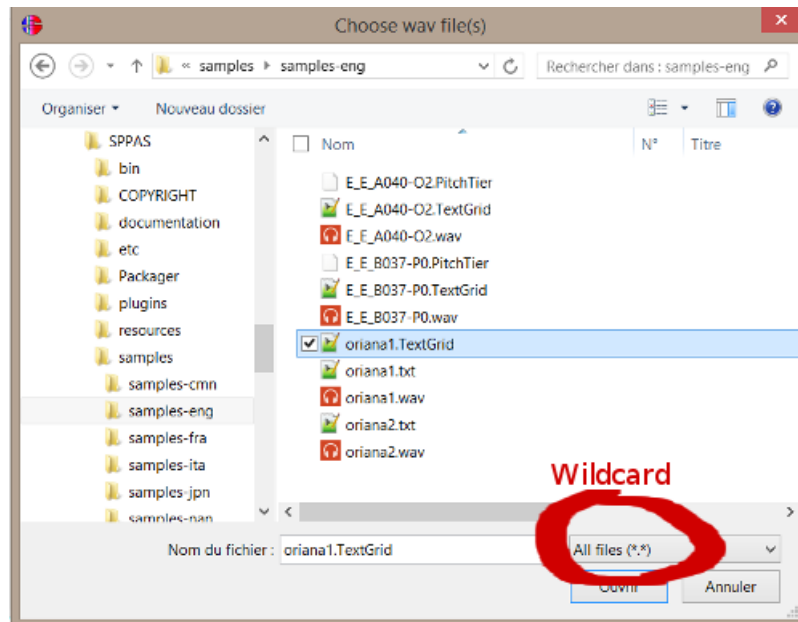 Choose wav file(s)
« samples samples-eng
Rechercher dans : samples-eng
Organiser Nouveau dossier
SPPAS
bin
COPYRIGHT
documentation
etc
Packager
plugins
resources
samples
samples-cmn
samples-eng
samples-fra
samples-ita
samples-jpn
samples-nan
Nom N° Titre
E_E_A040-O2.PitchTier
E_E_A040-O2.TextGrid
E_E_A040-O2.wav
E_E_B037-P0.PitchTier
E_E_B037-P0.TextGrid
E_E_B037-P0.wav
oriana1.TextGrid
oriana1.txt
oriana1.wav
oriana2.txt
oriana2.wav
Wildcard
Nom du fichier : oriana1.TextGrid All files (*.*)
Ouvrir Annuler